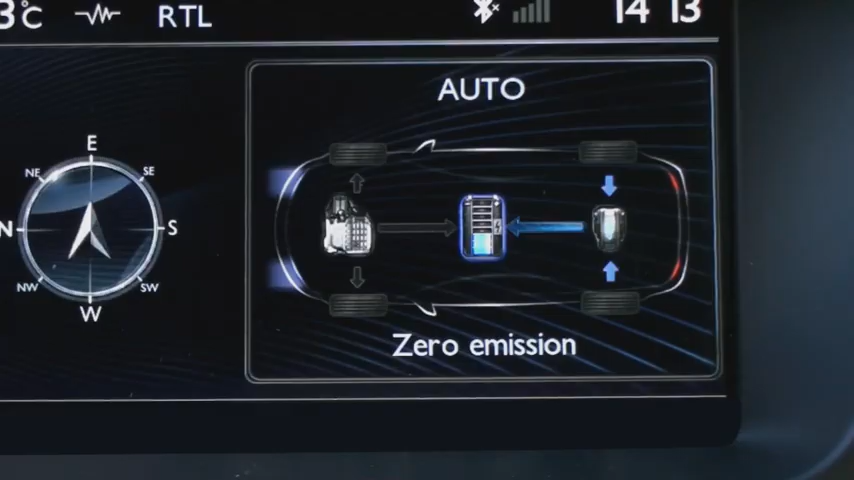 3°C RTL 14 13
AUTO
E
NE SE
N S
NW SW
W
Zero emission